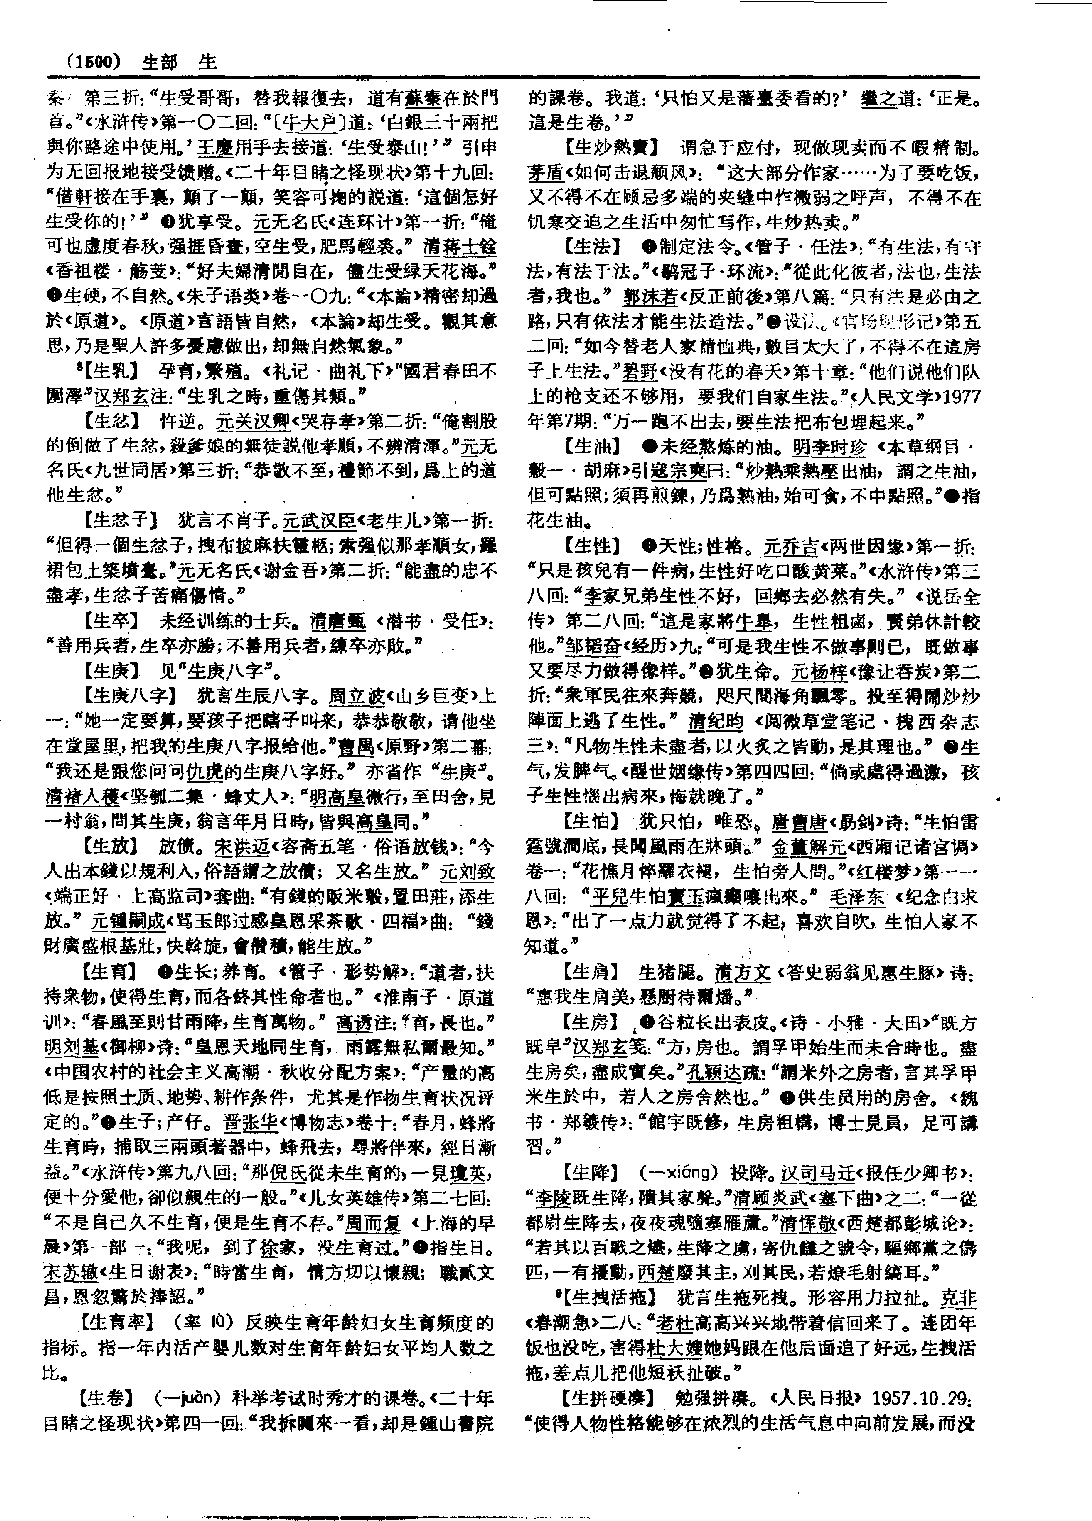 (1500) 生部 生
秦》第三折：“生受哥哥，替我報復去，道有蘇秦在於門
首。”《水浒传》第一〇二回：“〔牛大户〕道：‘白銀三十兩把
與你路途中使用。’王慶用手去接道：‘生受泰山！’” 引申
为无回报地接受馈赠。《二十年目睹之怪现状》第十九回：
“借軒接在手裏，顛了一顛，笑容可掬的説道：‘這個怎好
生受你的！’” 犹享受。元无名氏《连环计》第一折：“俺
可也虚度春秋，强捱昏晝，空生受，肥馬輕裘。” 清蒋士铨
《香祖楼·觞变》：“好夫婦清閒自在，儘生受緑天花海。”
生硬，不自然。《朱子语类》卷一〇九：“《本論》精密却過
於《原道》。《原道》言語皆自然，《本論》却生受。觀其意
思，乃是聖人許多憂慮做出，却無自然氣象。”
【生乳】 孕育，繁殖。《礼记·曲礼下》“國君春田不
圍澤”汉郑玄注：“生乳之時，重傷其類。”
【生忿】 忤逆。元关汉卿《哭存孝》第二折：“俺割股
的倒做了生忿，殺爹娘的無徒説他孝順，不辨清渾。”元无
名氏《九世同居》第三折：“恭敬不至，禮節不到，爲上的道
他生忿。”
【生忿子】 犹言不肖子。元武汉臣《老生儿》第一折：
“但得一個生忿子，拽布披麻扶靈柩；索强似那孝順女，羅
裙包土築墳臺。”元无名氏《谢金吾》第二折：“能盡的忠不
盡孝，生忿子苦痛傷情。”
【生卒】 未经训练的士兵。清唐甄《潜书·受任》：
“善用兵者，生卒亦勝；不善用兵者，練卒亦敗。”
【生庚】 见“生庚八字”。
【生庚八字】 犹言生辰八字。周立波《山乡巨变》上
一：“她一定要算，要孩子把瞎子叫来，恭恭敬敬，请他坐
在堂屋里，把我的生庚八字报给他。”曹禺《原野》第二幕：
“我还是跟您问问仇虎的生庚八字好。” 亦省作“生庚”。
清褚人穫《坚瓠二集·蜂丈人》：“明高皇微行，至田舍，見
一村翁，問其生庚，翁言年月日時，皆與高皇同。”
【生放】 放债。宋洪迈《容斋五笔·俗语放钱》：“今
人出本錢以規利入，俗語謂之放債；又名生放。” 元刘致
《端正好·上高监司》套曲：“有錢的販米穀，置田莊，添生
放。” 元锺嗣成《骂玉郎过感皇恩采茶歌·四福》曲：“錢
財廣盛根基壯，快斡旋，會攢積，能生放。”
【生育】 生长；养育。《管子·形势解》：“道者，扶
持衆物，使得生育，而各終其性命者也。” 《淮南子·原道
训》：“春風至則甘雨降，生育萬物。” 高诱注：“育，長也。”
明刘基《御柳》诗：“皇恩天地同生育，雨露無私爾最知。”
《中国农村的社会主义高潮·秋收分配方案》：“产量的高
低是按照土质、地势、耕作条件，尤其是作物生育状况评
定的。”生子；产仔。晋张华《博物志》卷十：“春月，蜂將
生育時，捕取三兩頭著器中，蜂飛去，尋將伴來，經日漸
益。”《水浒传》第九八回：“那倪氏從未生育的，一見瓊英，
便十分愛他，卻似親生的一般。”《儿女英雄传》第二七回：
“不是自己久不生育，便是生育不存。”周而复《上海的早
晨》第一部一：“我呢，到了徐家，没生育过。”指生日。
宋苏辙《生日谢表》：“時當生育，情方切以懷親；職貳文
昌，恩忽驚於捧詔。”
【生育率】 （率 lǜ）反映生育年龄妇女生育频度的
指标。指一年内活产婴儿数对生育年龄妇女平均人数之
比。
【生卷】 （—juàn）科举考试时秀才的课卷。《二十年
目睹之怪现状》第四一回：“我拆開來一看，却是鍾山書院
的課卷。我道：‘只怕又是藩臺委看的？’ 繼之道：‘正是。
這是生卷。’”
【生炒熱賣】 谓急于应付，现做现卖而不暇精制。
茅盾《如何击退颓风》：“这大部分作家……为了要吃饭，
又不得不在顾忌多端的夹缝中作微弱之呼声，不得不在
饥寒交迫之生活中匆忙写作，生炒热卖。”
【生法】 制定法令。《管子·任法》：“有生法，有守
法，有法于法。”《鹖冠子·环流》：“從此化彼者，法也，生法
者，我也。” 郭沫若《反正前後》第八篇：“只有法是必由之
路，只有依法才能生法造法。”设法。《官场现形记》第五
二回：“如今替老人家請恤典，數目太大了，不得不在這房
子上生法。”碧野《没有花的春天》第十章：“他们说他们队
上的枪支还不够用，要我们自家生法。”《人民文学》1977
年第7期：“万一跑不出去，要生法把布包埋起来。”
【生油】 未经熬炼的油。明李时珍《本草纲目·
穀一·胡麻》引寇宗奭曰：“炒熟乘熱壓出油，謂之生油，
但可點照；須再煎鍊，乃爲熟油，始可食，不中點照。”指
花生油。
【生性】 天性；性格。元乔吉《两世因缘》第一折：
“只是孩兒有一件病，生性好吃口酸黄菜。”《水浒传》第三
八回：“李家兄弟生性不好，回鄉去必然有失。” 《说岳全
传》第二八回：“這是家將牛皋，生性粗鹵，賢弟休計較
他。”邹韬奋《经历》九：“可是我生性不做事則已，既做事
又要尽力做得像样。”犹生命。元杨梓《豫让吞炭》第二
折：“衆軍民往來奔競，咫尺間海角飄零。投至得鬧炒炒
陣面上逃了生性。” 清纪昀《阅微草堂笔记·槐西杂志
三》：“凡物生性未盡者，以火炙之皆動，是其理也。” 生
气，发脾气。《醒世姻缘传》第四四回：“倘或處得過激，孩
子生性惱出病來，悔就晚了。”
【生怕】 犹只怕，唯恐。唐曹唐《勗剑》诗：“生怕雷
霆號澗底，長聞風雨在牀頭。” 金董解元《西厢记诸宫调》
卷一：“花憔月悴羅衣褪，生怕旁人問。”《红楼梦》第一一
八回：“平兒生怕寶玉瘋癲嚷出來。” 毛泽东《纪念白求
恩》：“出了一点力就觉得了不起，喜欢自吹，生怕人家不
知道。”
【生肩】 生猪腿。清方文《答史弱翁见惠生豚》诗：
“惠我生肩美，懸廚待爾燔。”
【生房】 谷粒长出表皮。《诗·小雅·大田》“既方
既皁”汉郑玄笺：“方，房也。謂孚甲始生而未合時也。盡
生房矣，盡成實矣。”孔颖达疏：“謂米外之房者，言其孚甲
米生於中，若人之房舍然也。” 供生员用的房舍。《魏
书·郑羲传》：“館宇既修，生房粗構，博士見員，足可講
習。”
【生降】 （—xiáng）投降。汉司马迁《报任少卿书》：
“李陵既生降，隤其家聲。”清顾炎武《塞下曲》之二：“一從
都尉生降去，夜夜魂隨塞雁蘆。”清恽敬《西楚都彭城论》：
“若其以百戰之燼，生降之虜，寄仇讎之號令，驅鄉黨之儔
匹，一有擾動，西楚廢其主，刈其民，若燎毛射縞耳。”
【生拽活拖】 犹言生拖死拽。形容用力拉扯。克非
《春潮急》二八：“老杜高高兴兴地带着信回来了。连团年
饭也没吃，害得杜大嫂她妈跟在他后面追了好远，生拽活
拖，差点儿把他短袄扯破。”
【生拼硬凑】 勉强拼凑。《人民日报》1957.10.29：
“使得人物性格能够在浓烈的生活气息中向前发展，而没